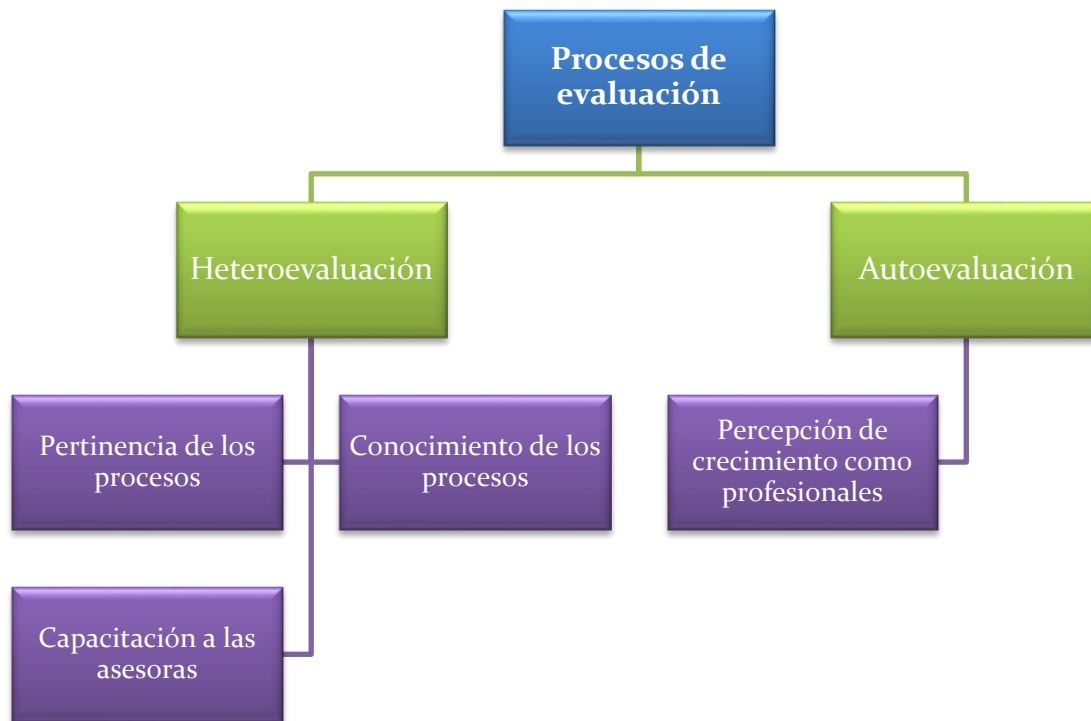 Procesos de
evaluación
Heteroevaluación
Autoevaluación
Pertinencia de los
procesos
Conocimiento de los
procesos
Percepción de
crecimiento como
profesionales
Capacitación a las
asesoras